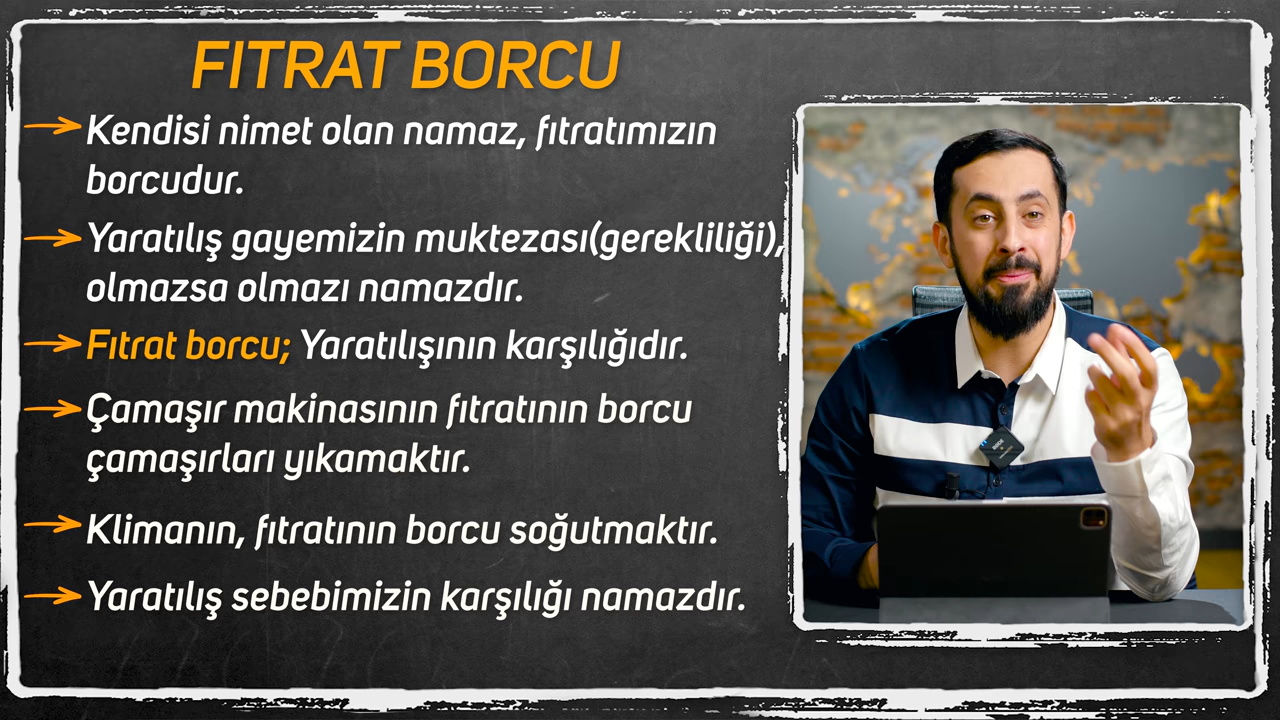 FITRAT BORCU
Kendisi nimet olan namaz, fıtratımızın
borcudur.
Yaratılış gayemizin muktezası(gerekliliği),
olmazsa olmazı namazdır.
Fıtrat borcu; Yaratılışının karşılığıdır.
Çamaşır makinasının fıtratının borcu
çamaşırları yıkamaktır.
Klimanın, fıtratının borcu soğutmaktır.
Yaratılış sebebimizin karşılığı namazdır.